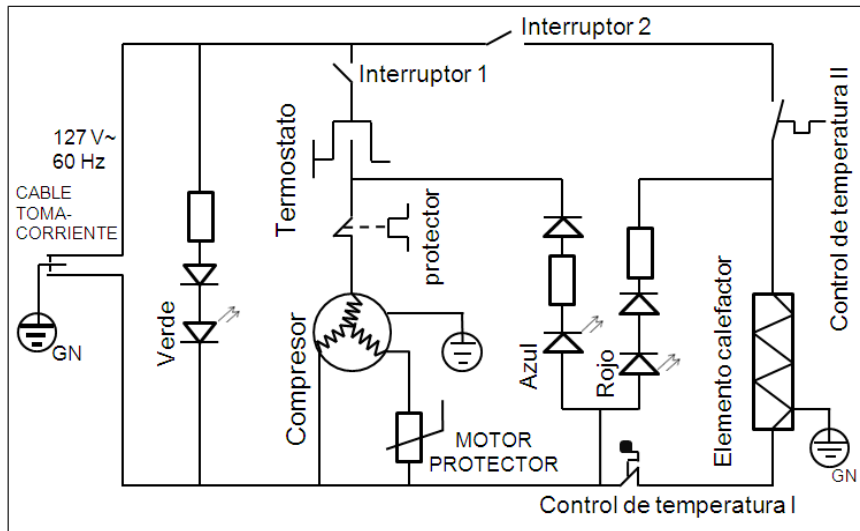 Interruptor 2
Interruptor 1
127 V~
60 Hz
CABLE
TOMA-
CORRIENTE
GN
Verde
Termostato
protector
Compresor
MOTOR
PROTECTOR
Azul
Rojo
Elemento calefactor
Control de temperatura II
GN
Control de temperatura I